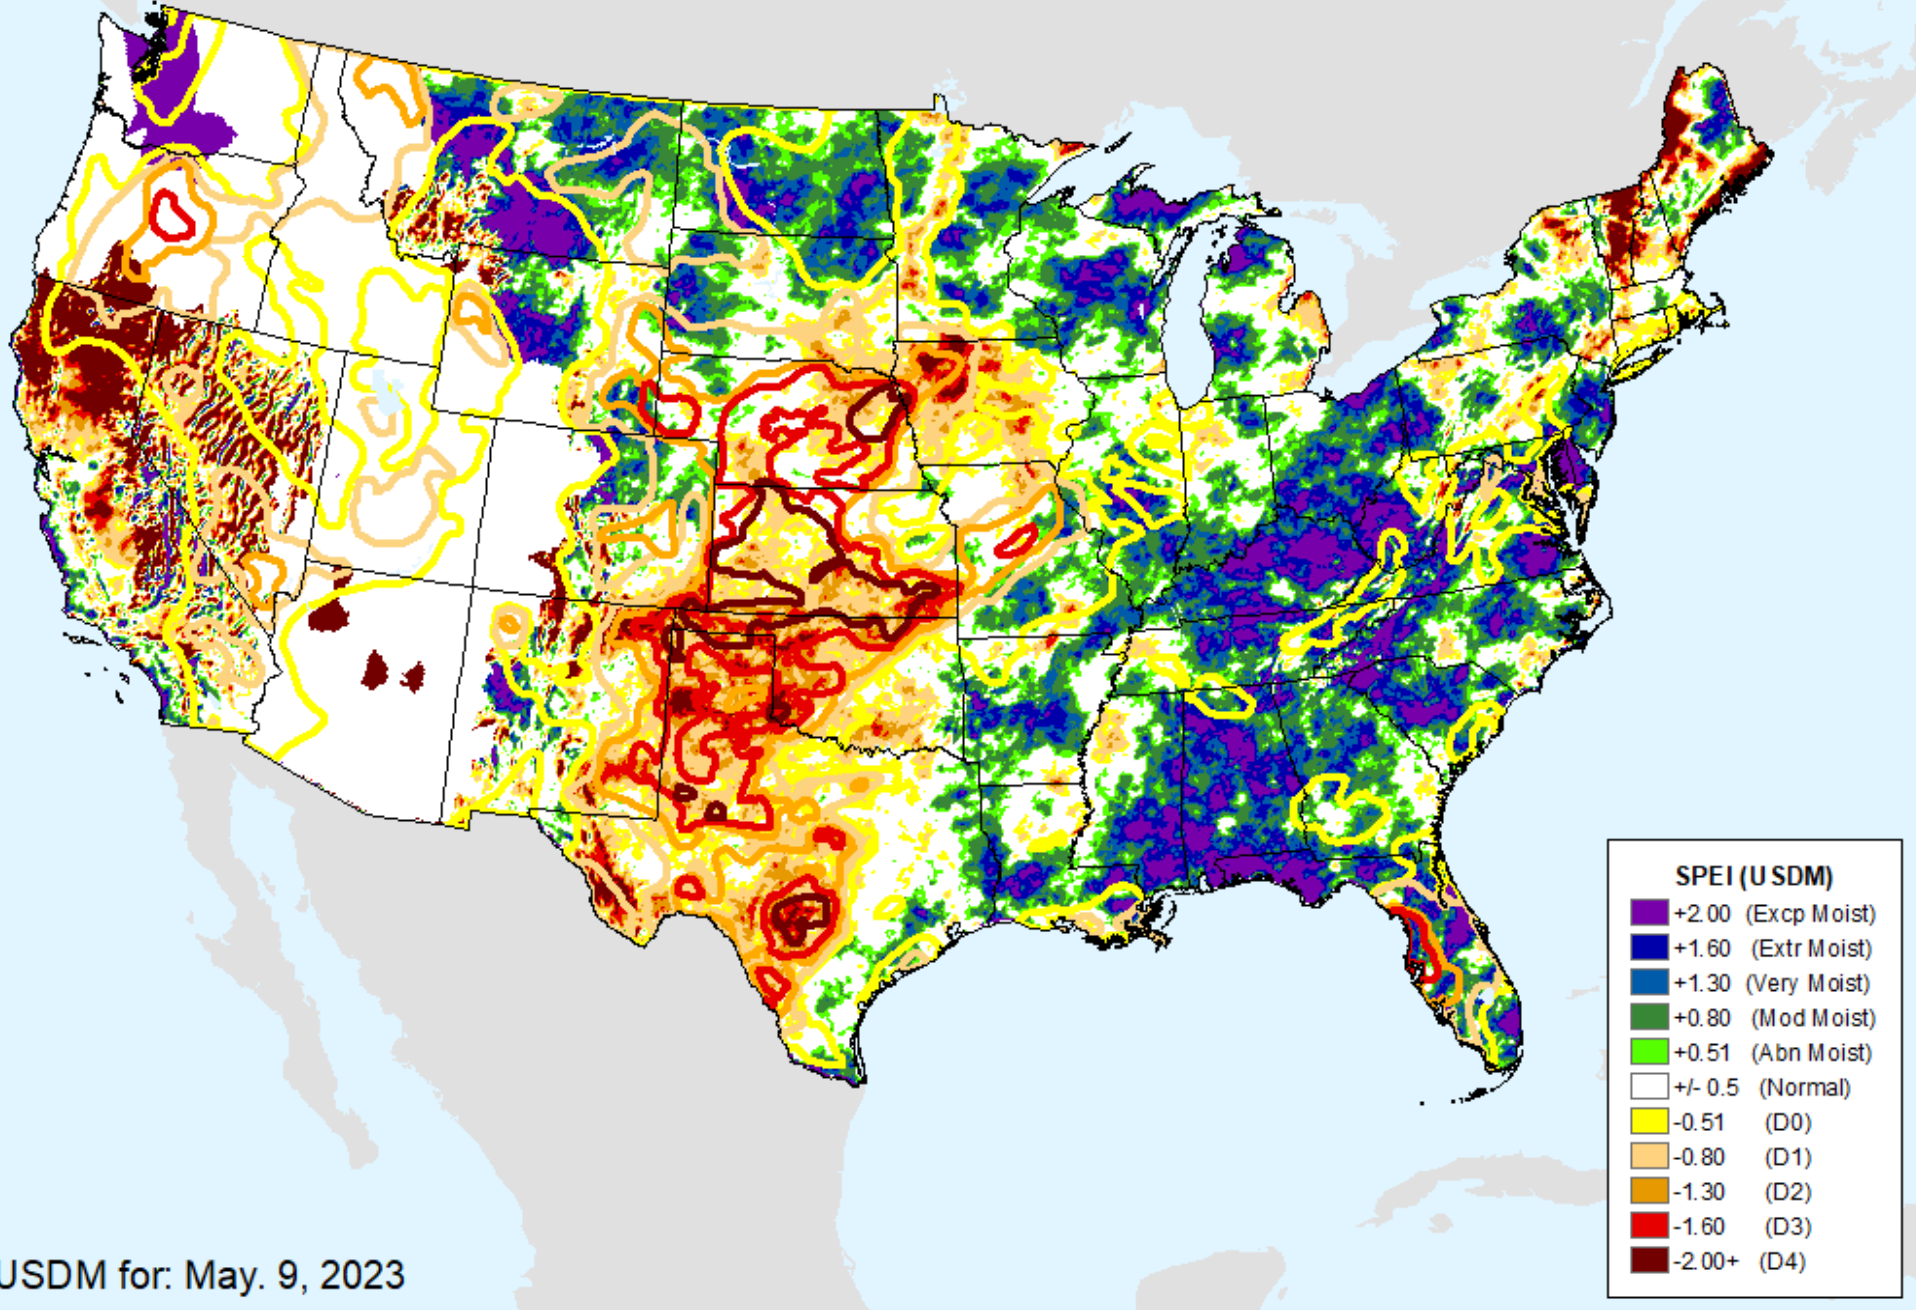 SPEI (USDM)
+2.00 (Excp Moist)
+1.60 (Extr Moist)
+1.30 (Very Moist)
+0.80 (Mod Moist)
+0.51 (Abn Moist)
+/- 0.5 (Normal)
-0.51 (D0)
-0.80 (D1)
-1.30 (D2)
-1.60 (D3)
-2.00+ (D4)
USDM for: May. 9, 2023